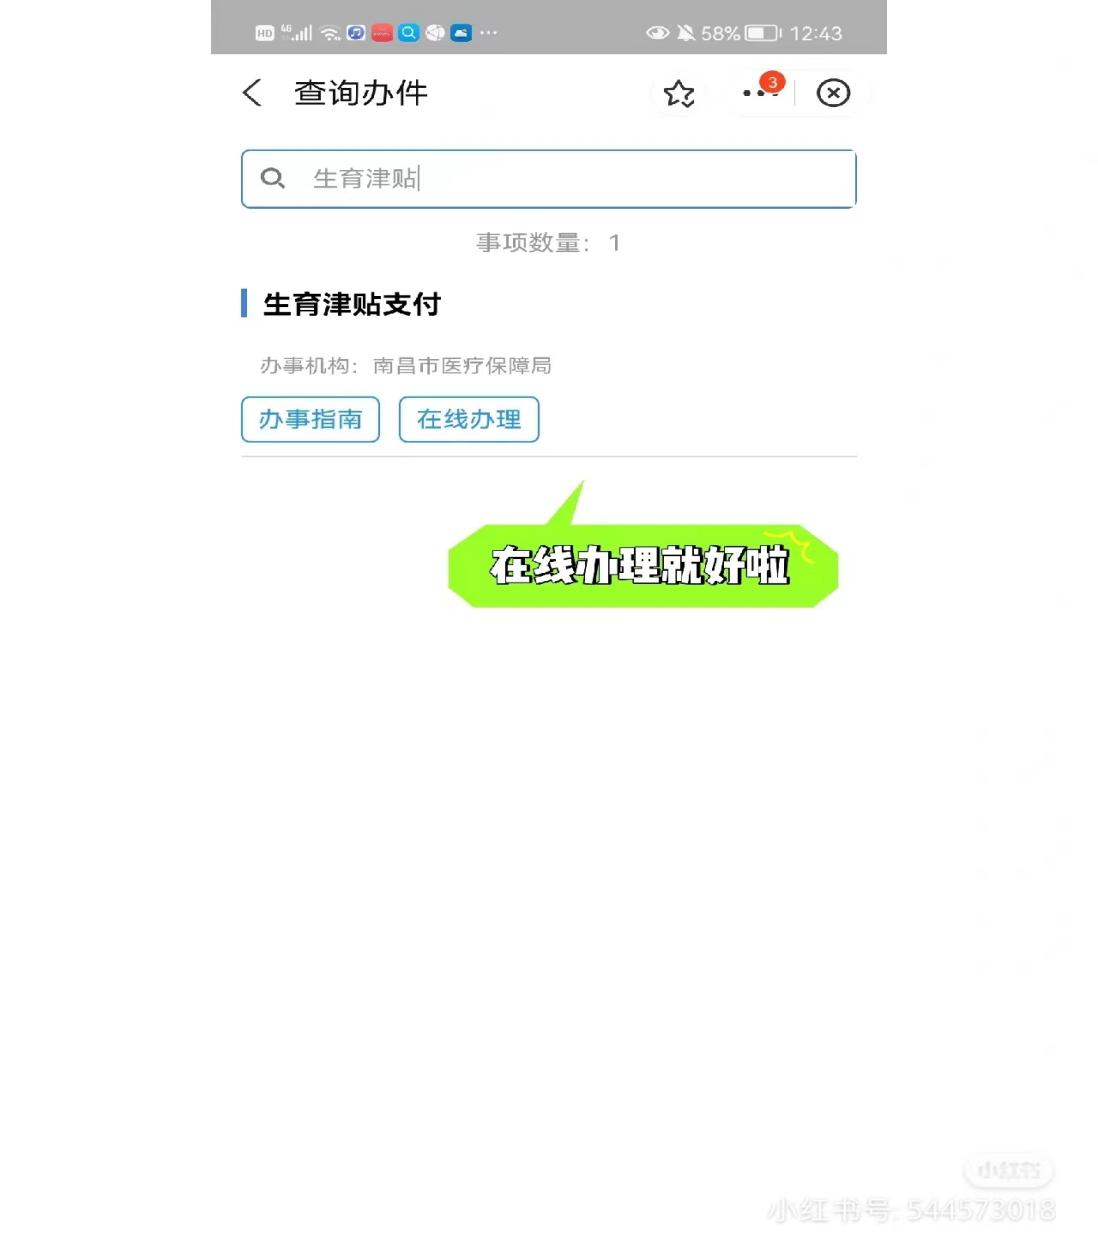 HD 4G 58% 12:43
查询办件
3
生育津贴
事项数量：1
生育津贴支付
办事机构：南昌市医疗保障局
办事指南 在线办理
在线办理就好啦
小红书
小红书号: 544573018